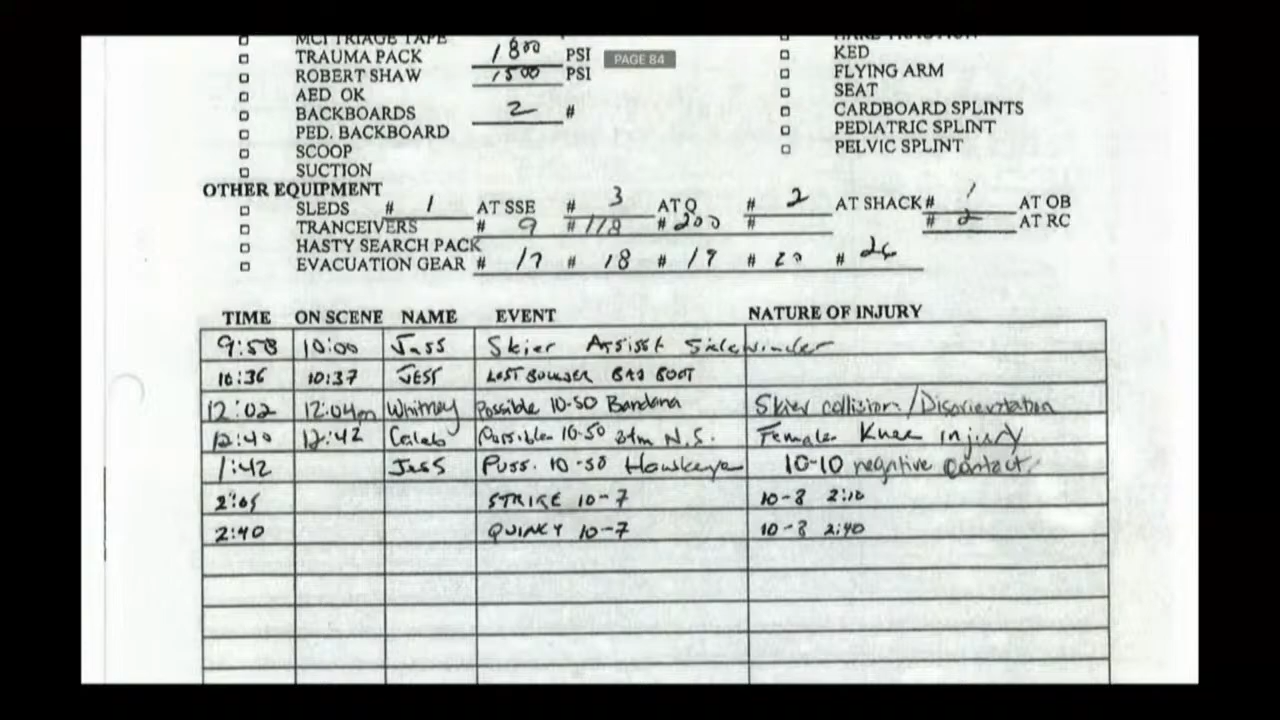 MCI TRIAGE TAPE
TRAUMA PACK 1800 PSI
PAGE 84
ROBERT SHAW 1500 PSI
AED OK
BACKBOARDS 2 #
PED. BACKBOARD
SCOOP
SUCTION
HARE TRACTION
KED
FLYING ARM
SEAT
CARDBOARD SPLINTS
PEDIATRIC SPLINT
PELVIC SPLINT
OTHER EQUIPMENT
SLEDS # 1 AT SSE # 3 AT Q # 2 AT SHACK # 1 AT OB
TRANCEIVERS # 9 # 118 # 200 # # 2 AT RC
HASTY SEARCH PACK
EVACUATION GEAR # 17 # 18 # 19 # 20 # 26
TIME ON SCENE NAME EVENT NATURE OF INJURY
9:58 10:00 Jass Skier Assisst Sidewinder
10:36 10:37 JESS LOST BOULDER BAD BOOT
12:02 12:04 Whitney Possible 10-50 Bandana Skier collision/Disorientation
12:40 12:42 Caleb Possible 10-50 N.S. Female Knee injury
1:42 Jess Poss. 10-50 Hawkeye 10-10 negative contact
2:05 STRIKE 10-7 10-8 2:10
2:40 QUINCY 10-7 10-8 2:40